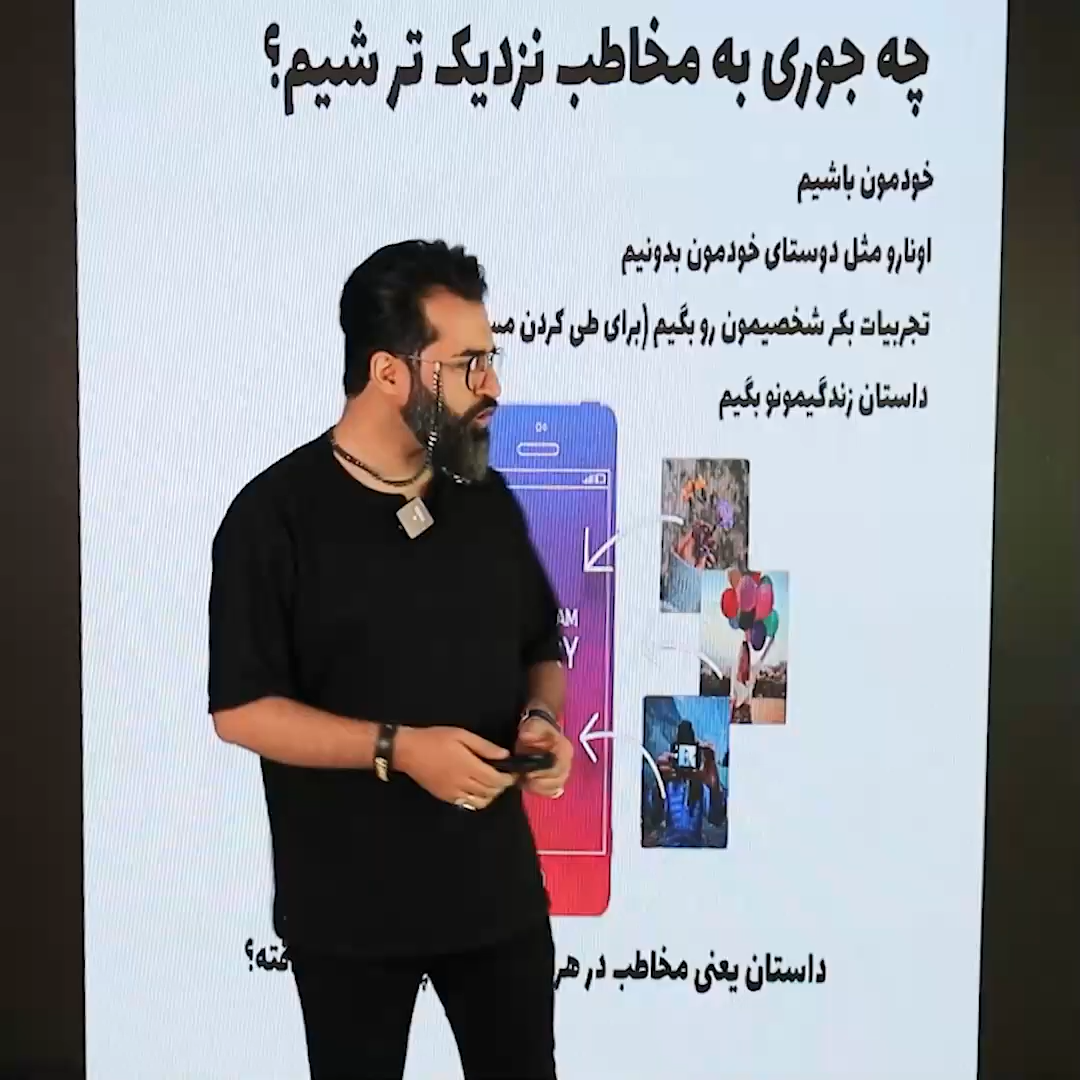 چه جوری به مخاطب نزدیک تر شیم؟
خودمون باشیم
اونارو مثل دوستای خودمون بدونیم
تجربیات بکر شخصیمون رو بگیم (برای طی کردن
داستان زندگیمونو بگیم
داستان یعنی مخاطب در هر